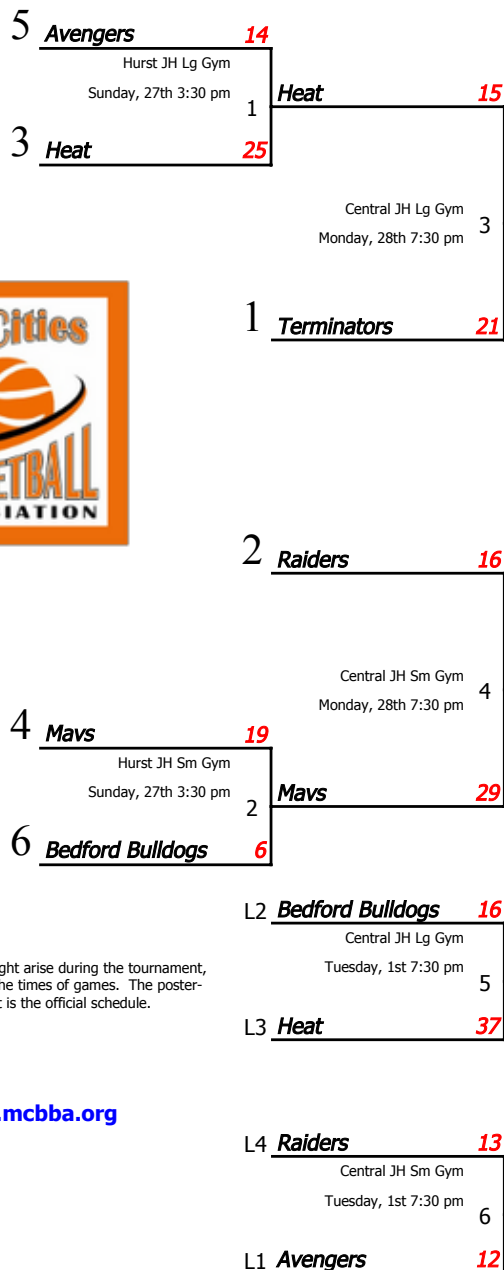 5 Avengers 14
Hurst JH Lg Gym
Sunday, 27th 3:30 pm
1
Heat 15
3 Heat 25
Central JH Lg Gym
Monday, 28th 7:30 pm
3
1 Terminators 21
Cities
IATION
2 Raiders 16
Central JH Sm Gym
Monday, 28th 7:30 pm
4
4 Mavs 19
Hurst JH Sm Gym
Sunday, 27th 3:30 pm
2
Mavs 29
6 Bedford Bulldogs 6
L2 Bedford Bulldogs 16
Central JH Lg Gym
Tuesday, 1st 7:30 pm
5
L3 Heat 37
ght arise during the tournament,
he times of games. The poster-
t is the official schedule.
.mcbba.org
L4 Raiders 13
Central JH Sm Gym
Tuesday, 1st 7:30 pm
6
L1 Avengers 12